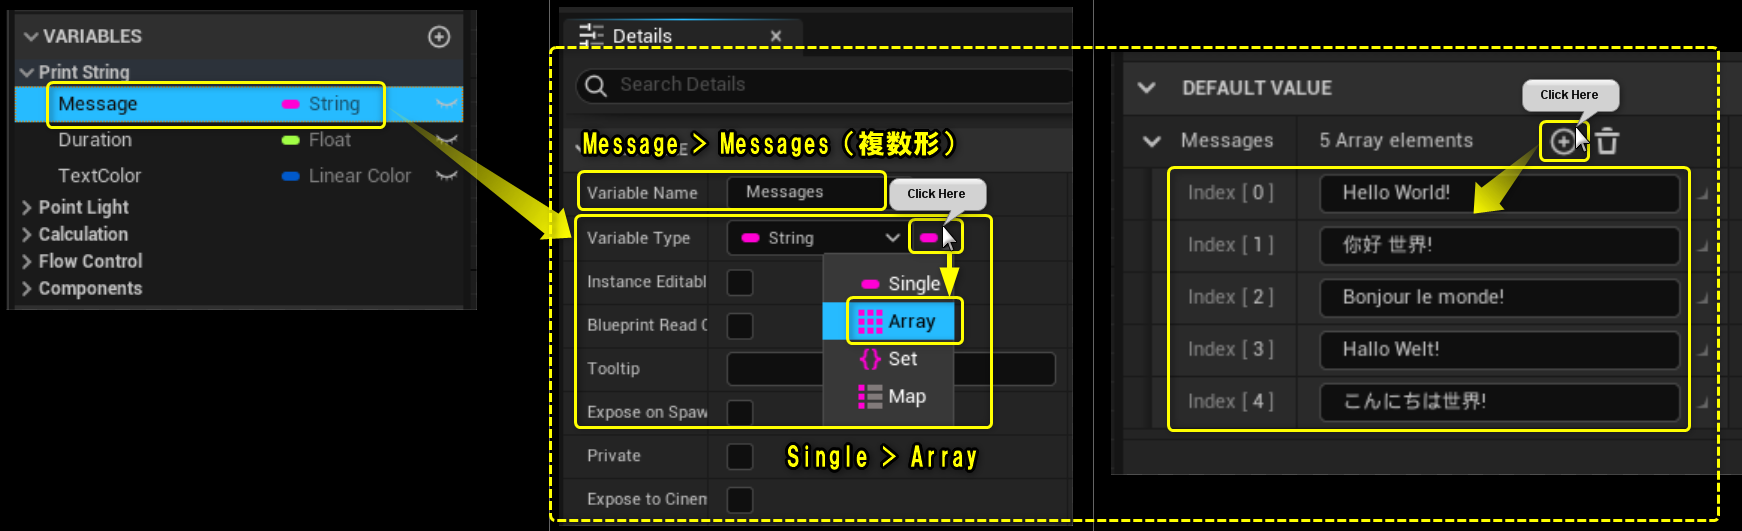 VARIABLES
Print String
Message String
Duration Float
TextColor Linear Color
Point Light
Calculation
Flow Control
Components
Details
Search Details
Message > Messages (複数形)
Variable Name Messages
Click Here
Variable Type String
Instance Editabl
Single
Blueprint Read C
Array
Tooltip
Set
Map
Expose on Spaw
Private
Single > Array
Expose to Cinem
DEFAULT VALUE
Click Here
Messages 5 Array elements
Index [ 0 ] Hello World!
Index [ 1 ] 你好 世界!
Index [ 2 ] Bonjour le monde!
Index [ 3 ] Hallo Welt!
Index [ 4 ] こんにちは世界!